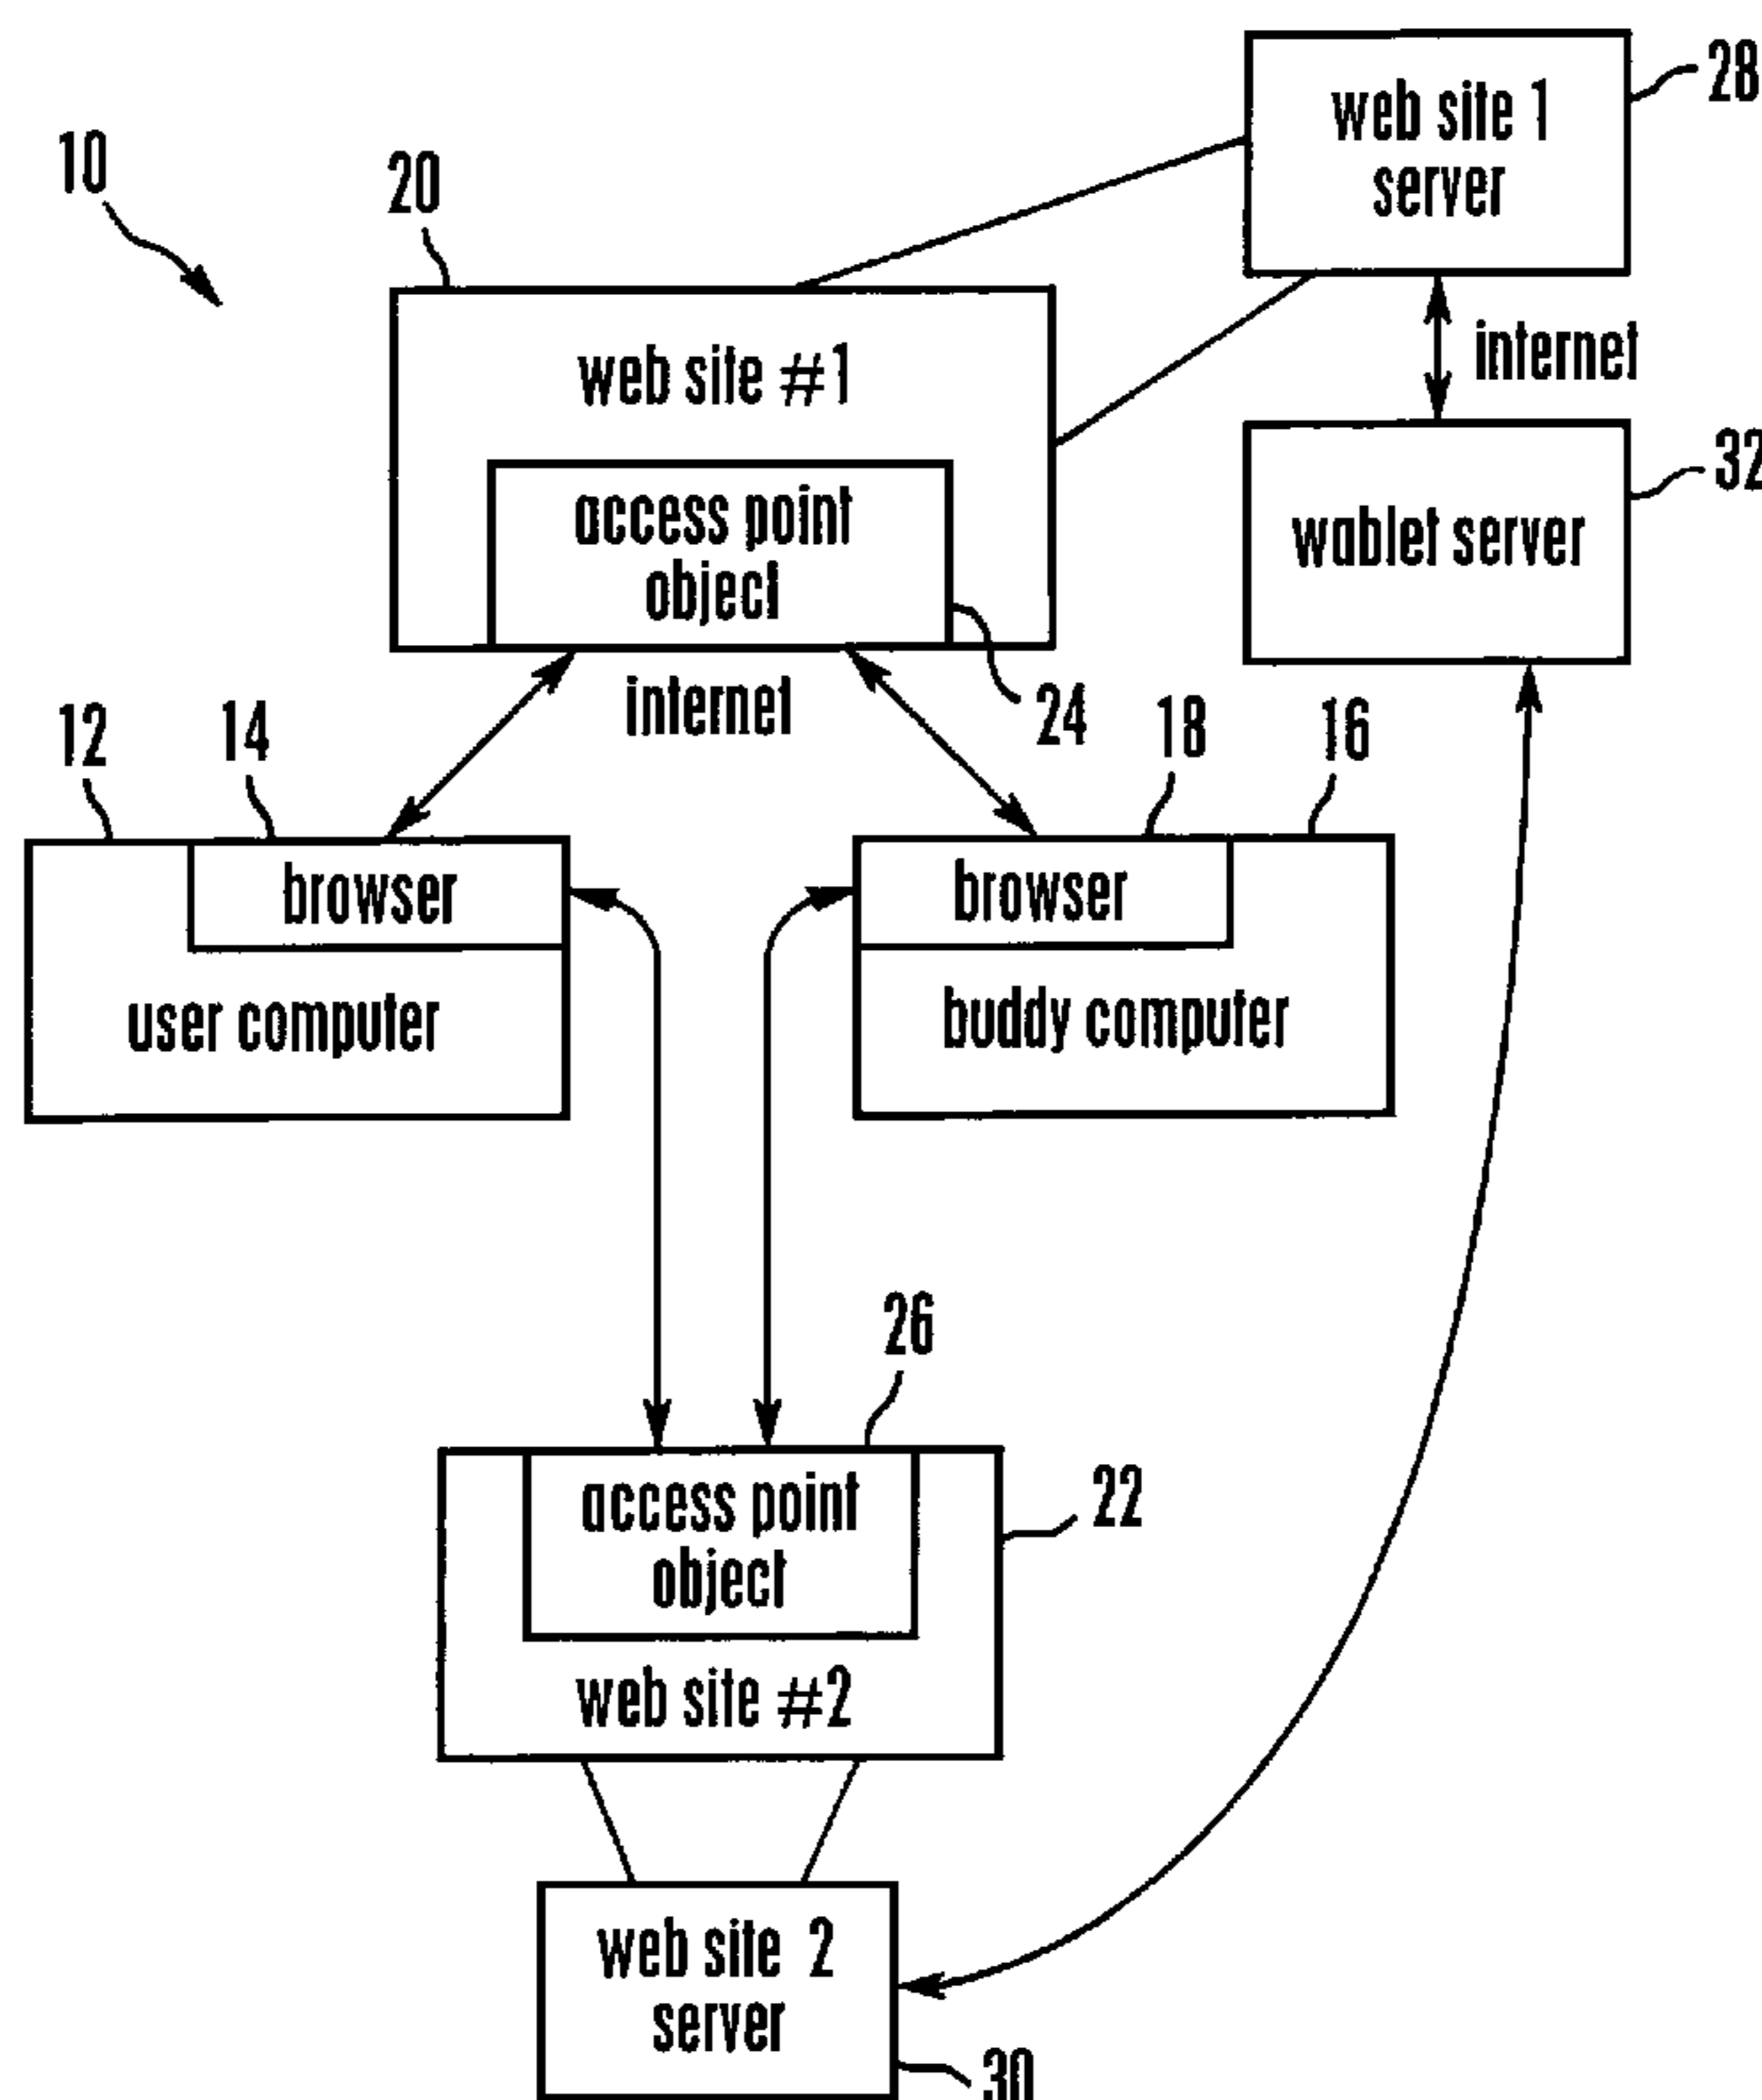 10
20
web site 1
server
28
web site #1
internet
access point
object
32
wablet server
internet
24
12
14
18
16
browser
browser
user computer
buddy computer
26
access point
object
22
web site #2
web site 2
server
30